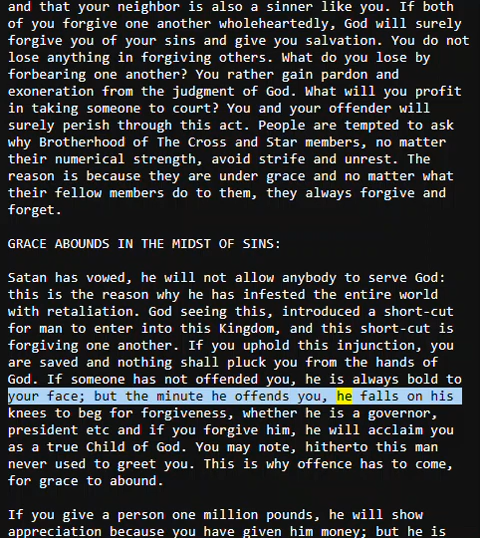 and that your neighbor is also a sinner like you. If both
of you forgive one another wholeheartedly, God will surely
forgive you of your sins and give you salvation. You do not
lose anything in forgiving others. What do you lose by
forbearing one another? You rather gain pardon and
exoneration from the judgment of God. What will you profit
in taking someone to court? You and your offender will
surely perish through this act. People are tempted to ask
why Brotherhood of The Cross and Star members, no matter
their numerical strength, avoid strife and unrest. The
reason is because they are under grace and no matter what
their fellow members do to them, they always forgive and
forget.
GRACE ABOUNDS IN THE MIDST OF SINS:
Satan has vowed, he will not allow anybody to serve God:
this is the reason why he has infested the entire world
with retaliation. God seeing this, introduced a short-cut
for man to enter into this Kingdom, and this short-cut is
forgiving one another. If you uphold this injunction, you
are saved and nothing shall pluck you from the hands of
God. If someone has not offended you, he is always bold to
your face; but the minute he offends you, he falls on his
knees to beg for forgiveness, whether he is a governor,
president etc and if you forgive him, he will acclaim you
as a true Child of God. You may note, hitherto this man
never used to greet you. This is why offence has to come,
for grace to abound.
If you give a person one million pounds, he will show
appreciation because you have given him money; but he is